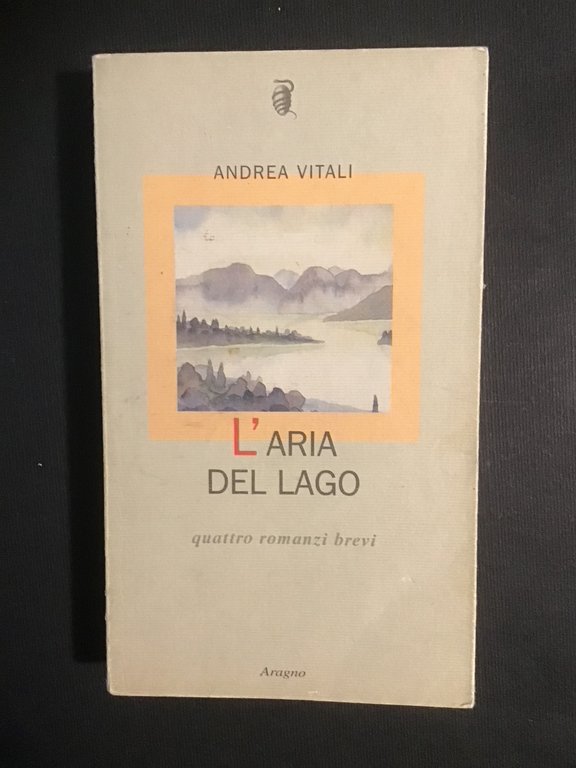 ANDREA VITALI
L'ARIA
DEL LAGO
quattro romanzi brevi
Aragno